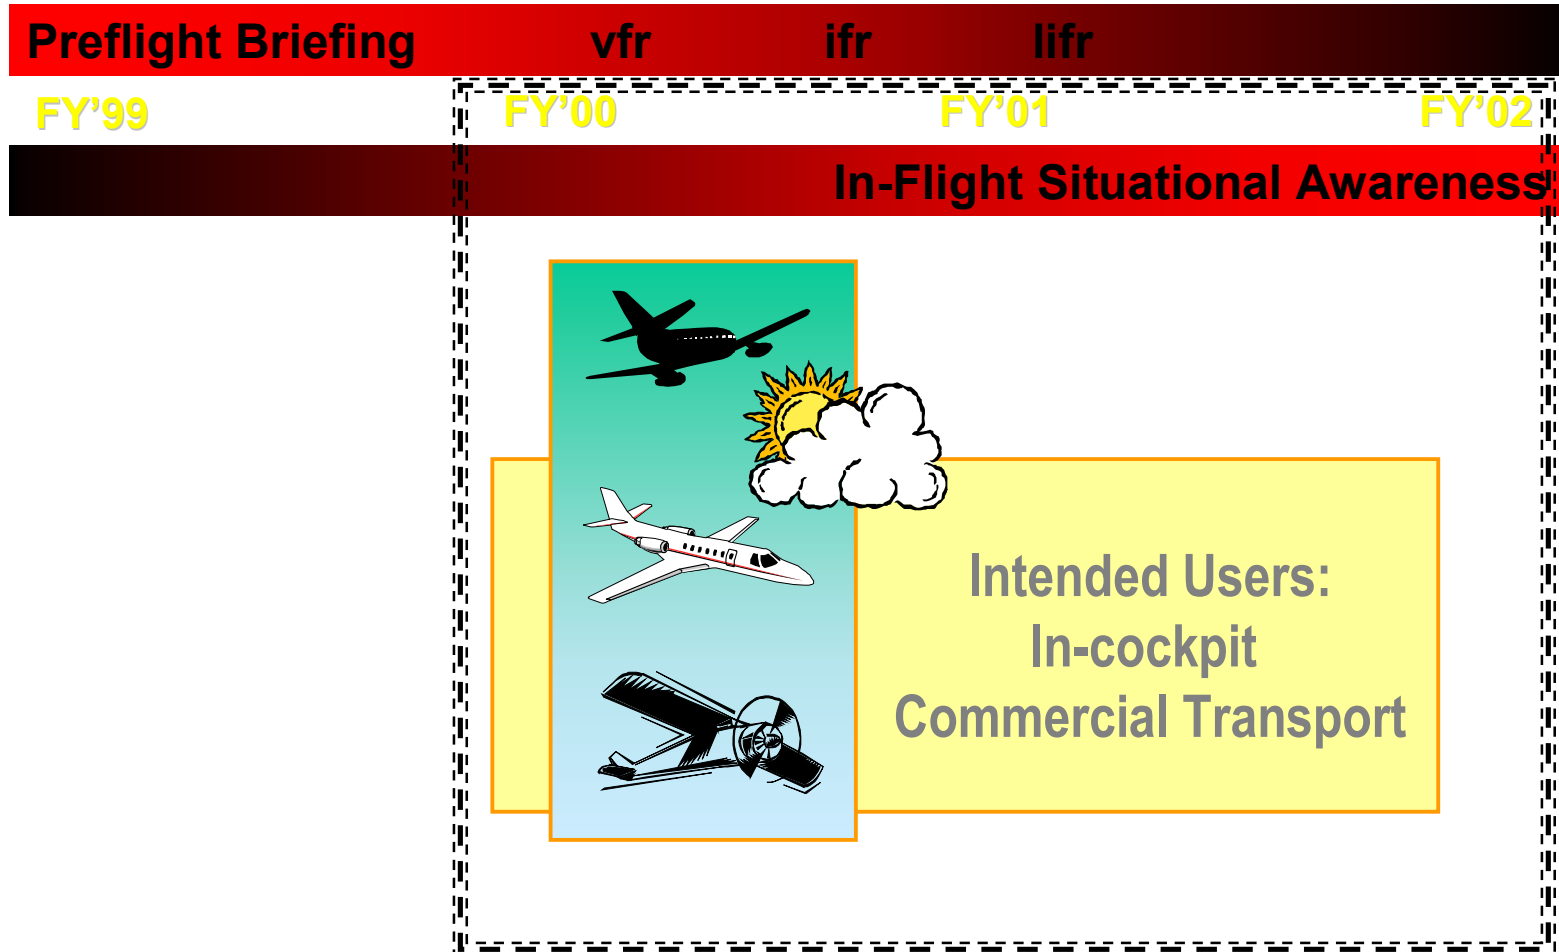 Preflight Briefing vfr ifr lifr
FY’99 FY’00 FY’01 FY’02
In-Flight Situational Awareness
Intended Users:
In-cockpit
Commercial Transport